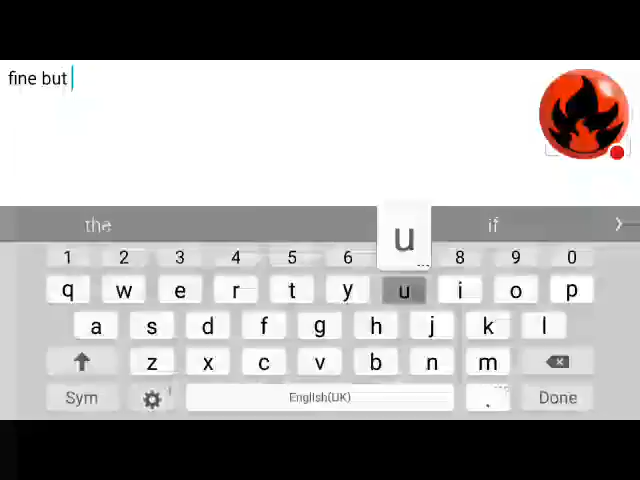 fine but
the if
u
1 2 3 4 5 6 8 9 0
q w e r t y u i o p
a s d f g h j k l
z x c v b n m
Sym English(UK) . Done